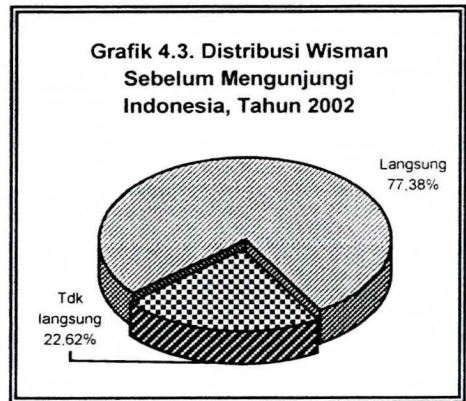 Grafik 4.3. Distribusi Wisman
Sebelum Mengunjungi
Indonesia, Tahun 2002
Langsung
77,38%
Tdk
langsung
22,62%